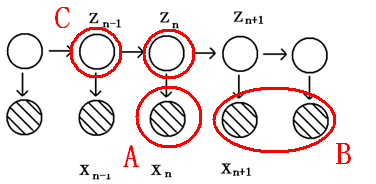 C Z_{n-1} Z_n Z_{n+1}
A B
X_{n-1} X_n X_{n+1}